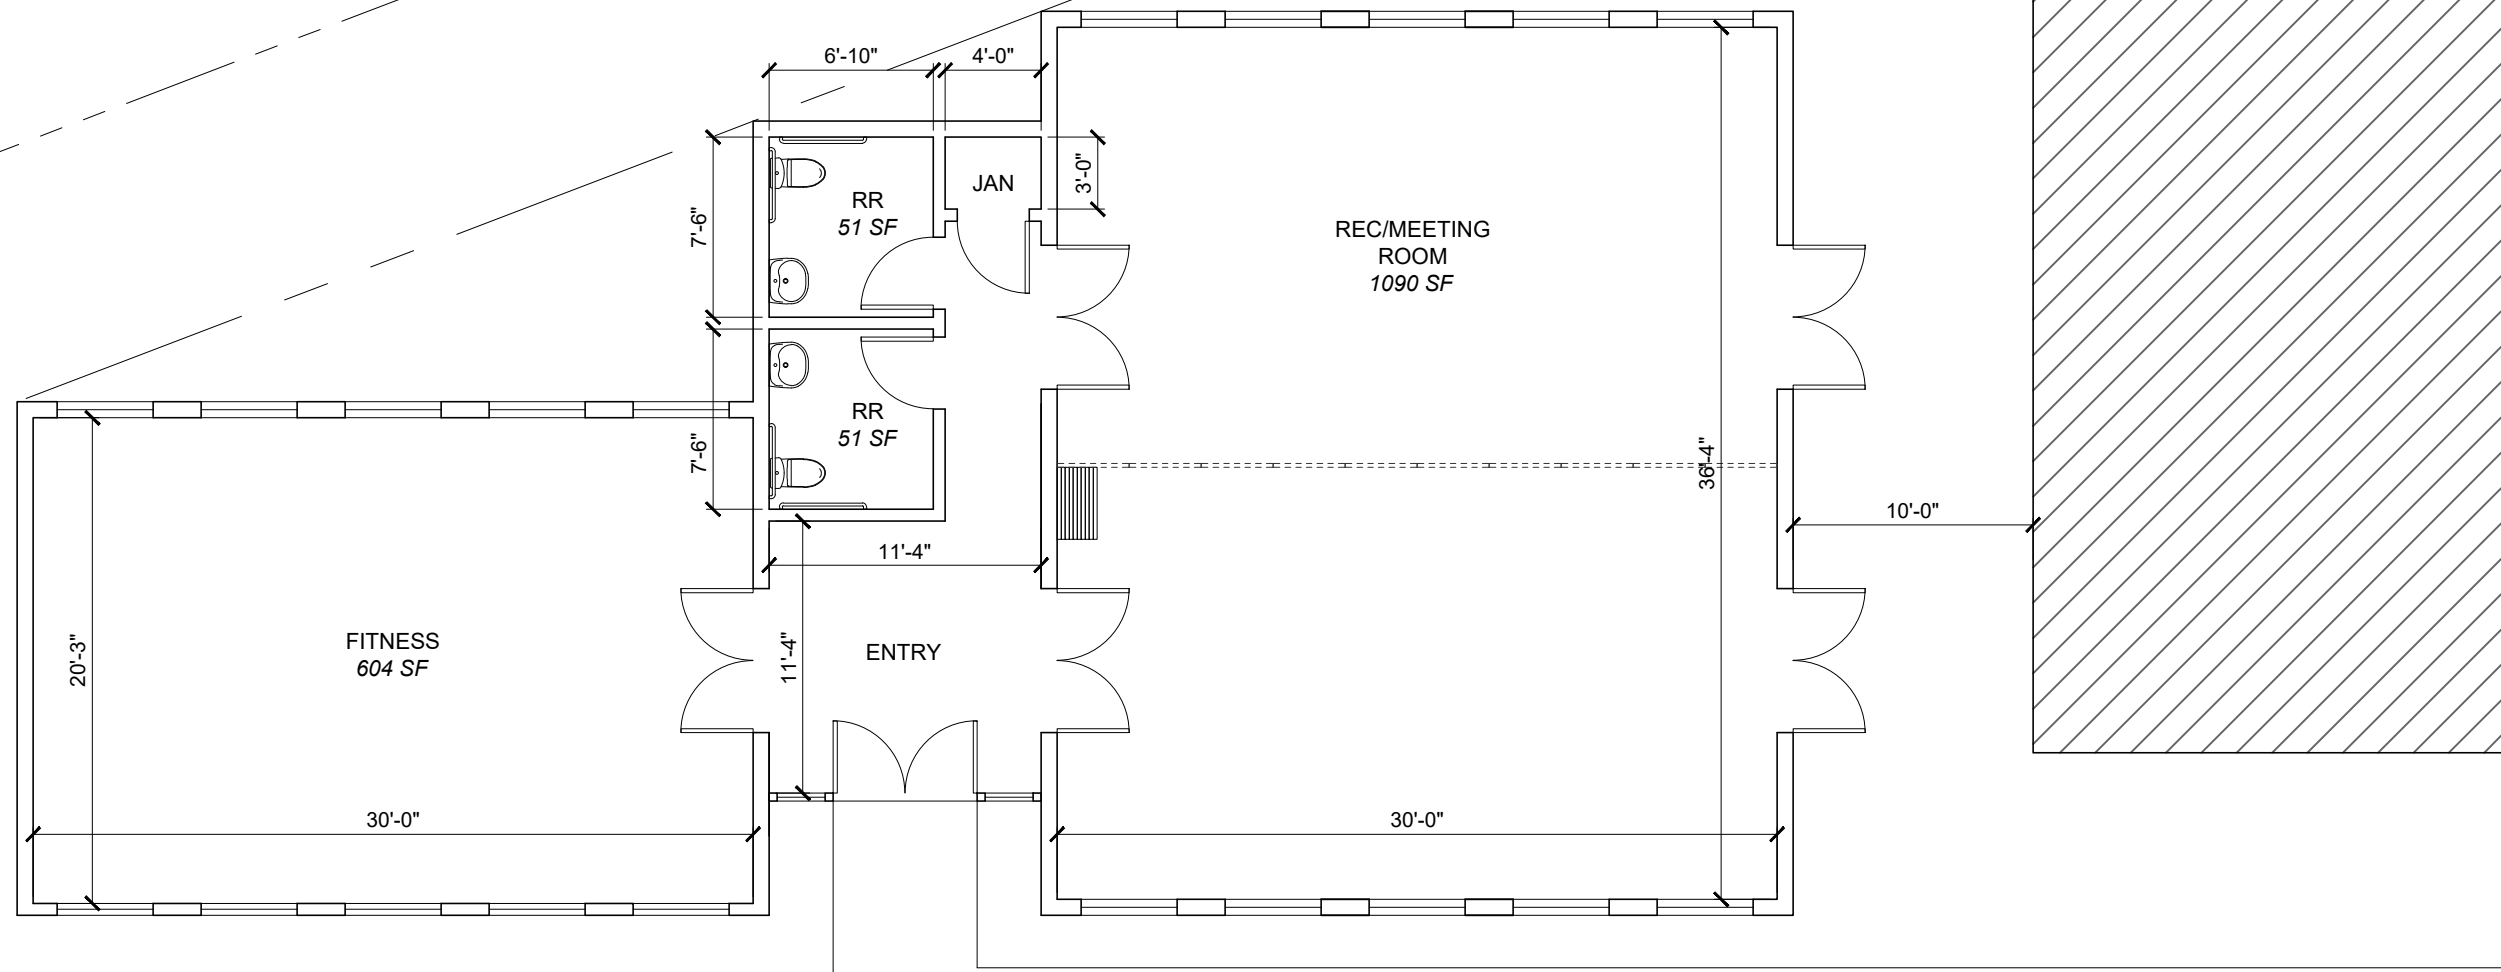 6'-10"
4'-0"
3'-0"
JAN
RR
51 SF
7'-6"
REC/MEETING
ROOM
1090 SF
RR
51 SF
7'-6"
36'-4"
10'-0"
11'-4"
11'-4"
ENTRY
FITNESS
604 SF
20'-3"
30'-0"
30'-0"